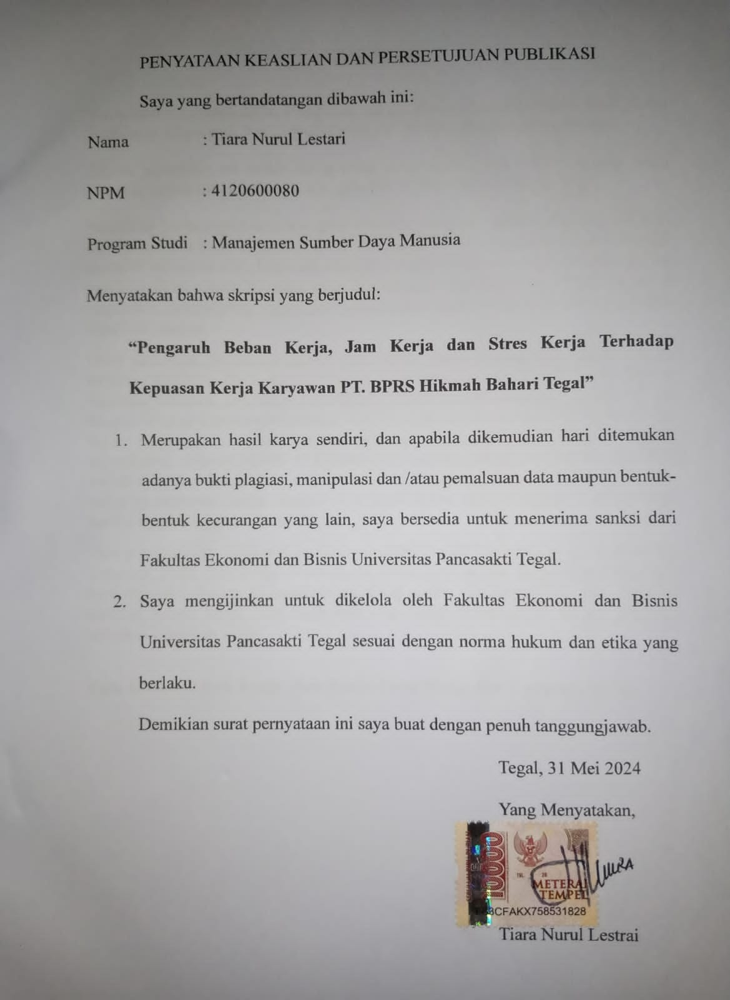 PENYATAAN KEASLIAN DAN PERSETUJUAN PUBLIKASI
Saya yang bertandatangan dibawah ini:
Nama : Tiara Nurul Lestari
NPM : 4120600080
Program Studi : Manajemen Sumber Daya Manusia
Menyatakan bahwa skripsi yang berjudul:
“Pengaruh Beban Kerja, Jam Kerja dan Stres Kerja Terhadap
Kepuasan Kerja Karyawan PT. BPRS Hikmah Bahari Tegal”
1. Merupakan hasil karya sendiri, dan apabila dikemudian hari ditemukan
adanya bukti plagiasi, manipulasi dan /atau pemalsuan data maupun bentuk-
bentuk kecurangan yang lain, saya bersedia untuk menerima sanksi dari
Fakultas Ekonomi dan Bisnis Universitas Pancasakti Tegal.
2. Saya mengijinkan untuk dikelola oleh Fakultas Ekonomi dan Bisnis
Universitas Pancasakti Tegal sesuai dengan norma hukum dan etika yang
berlaku.
Demikian surat pernyataan ini saya buat dengan penuh tanggungjawab.
Tegal, 31 Mei 2024
Yang Menyatakan,
10000
TGL. 20
METERAI
TEMPEL
CFAKX758531828
Tiara Nurul Lestrai